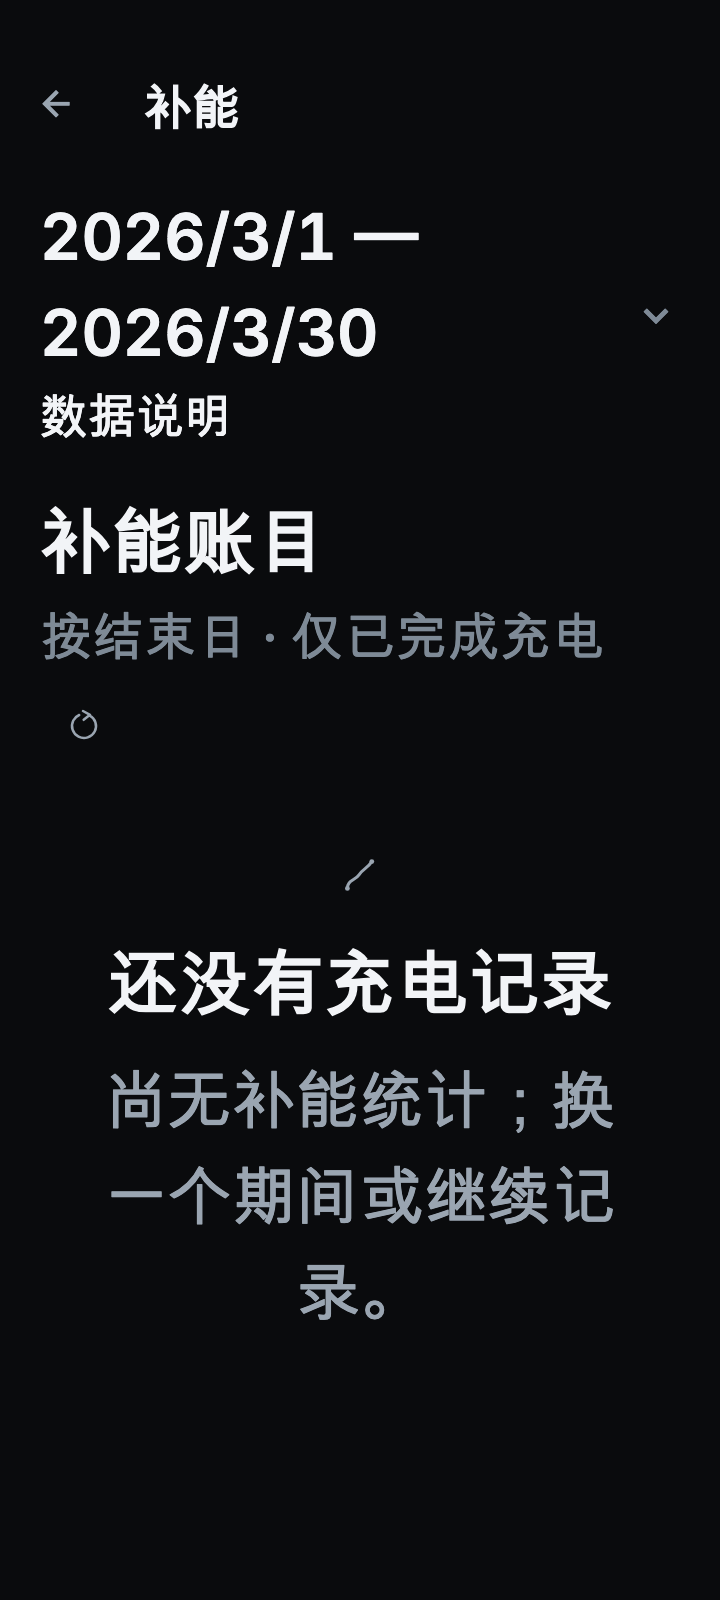 补能
2026/3/1 —
2026/3/30
数据说明
补能账目
按结束日 · 仅已完成充电
还没有充电记录
尚无补能统计；换
一个期间或继续记
录。